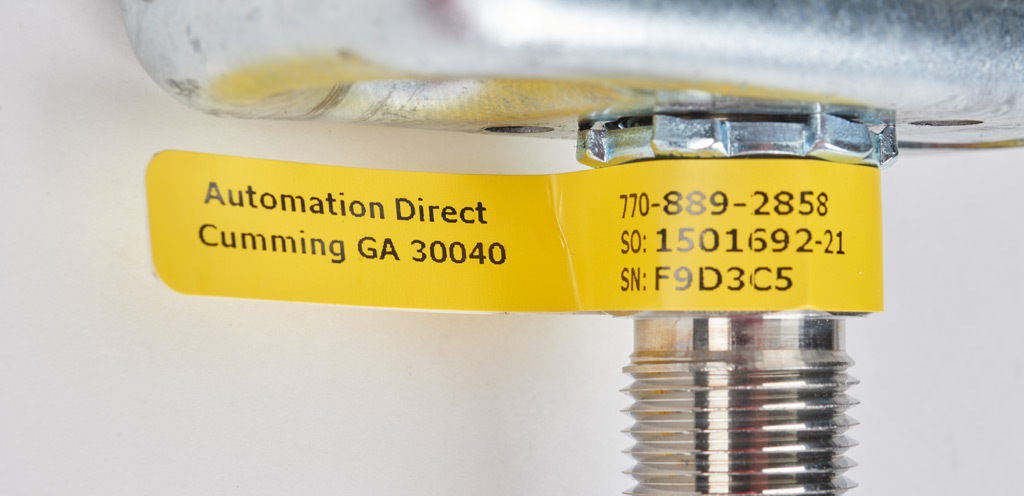 Automation Direct
Cumming GA 30040
770-889-2858
SO: 1501692-21
SN: F9D3C5